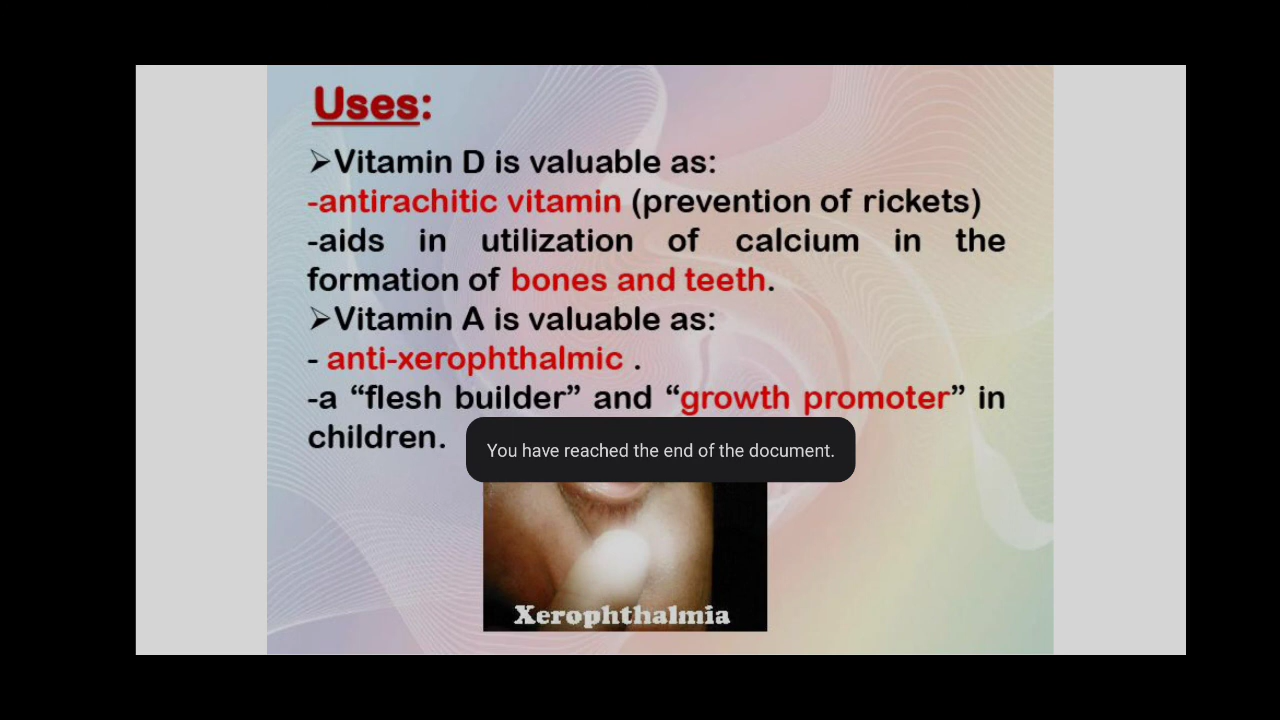 Uses:
➢Vitamin D is valuable as:
-antirachitic vitamin (prevention of rickets)
-aids in utilization of calcium in the
formation of bones and teeth.
➢Vitamin A is valuable as:
- anti-xerophthalmic .
-a “flesh builder” and “growth promoter” in
children.
You have reached the end of the document.
Xerophthalmia